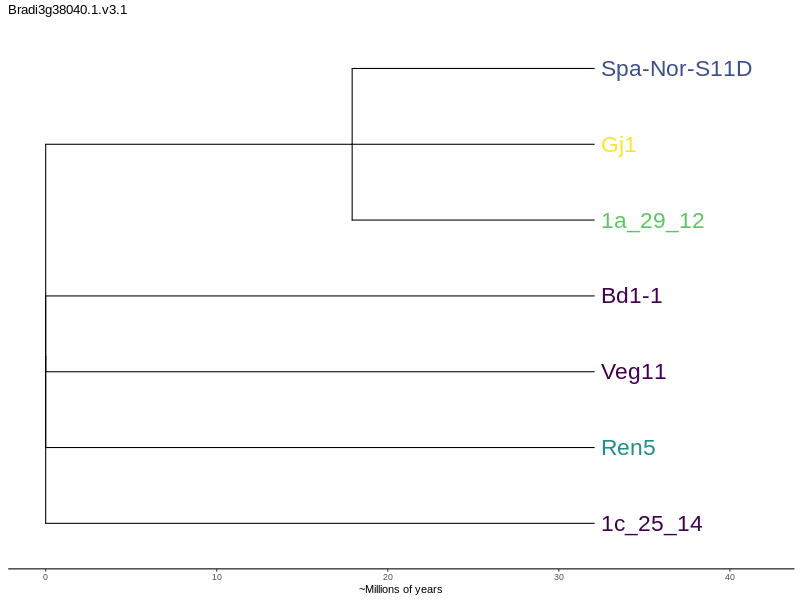 Bradi3g38040.1.v3.1
Spa-Nor-S11D
Gj1
1a_29_12
Bd1-1
Veg11
Ren5
1c_25_14
0 10 20 30 40
~Millions of years